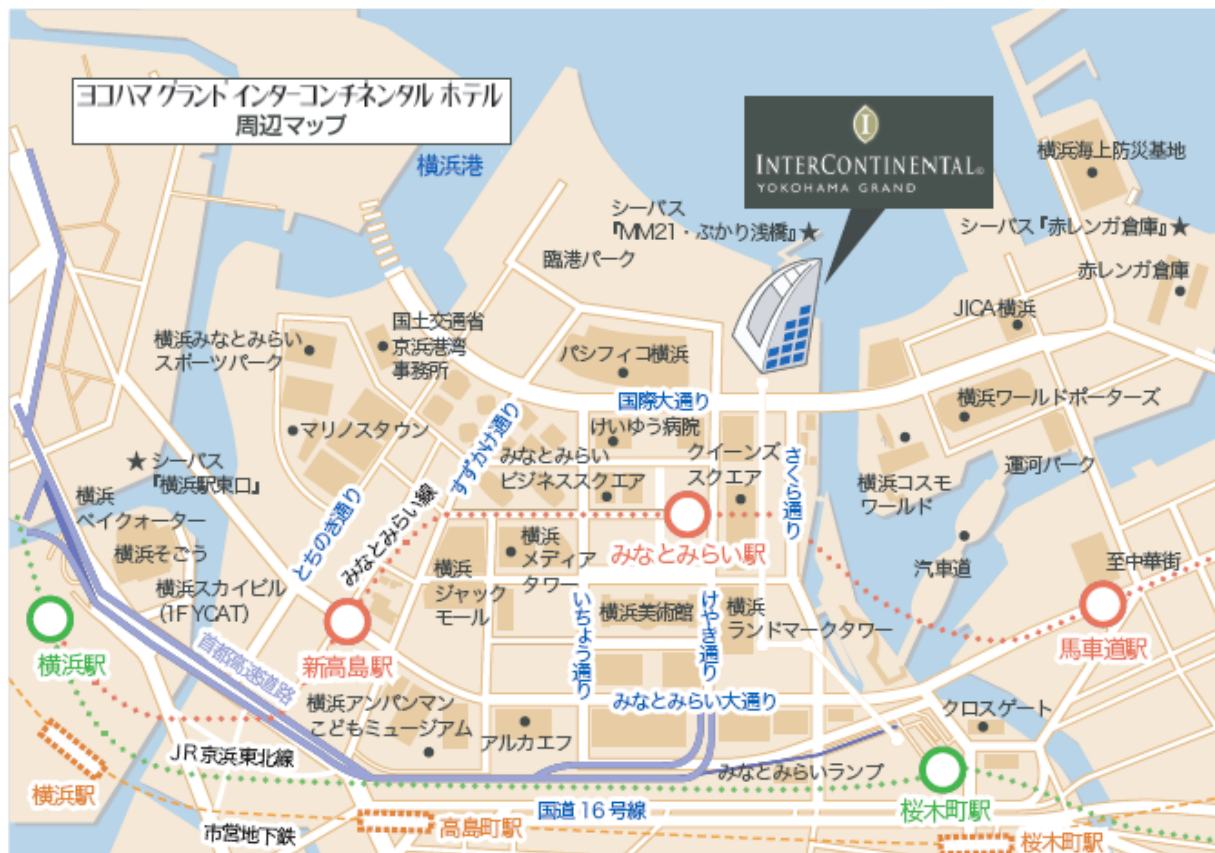 ヨコハマ グランド インターコンチネンタル ホテル
周辺マップ
横浜港
I
INTERCONTINENTAL®
YOKOHAMA GRAND
横浜海上防災基地
シーバス
『MM21・ぷかり浅橋』★
シーバス『赤レンガ倉庫』★
臨港パーク
赤レンガ倉庫
JICA横浜
国土交通省
京浜港湾
事務所
横浜みなとみらい
スポーツパーク
パシフィコ横浜
国際大通り
横浜ワールドポーターズ
マリノスタウン
けいゆう病院
すずかけ通り
みなとみらい
ビジネススクエア
クイーンズ
スクエア
さくら通り
★シーバス
『横浜駅東口』
横浜コスモ
ワールド
運河パーク
横浜
ベイクォーター
とちのき通り
みなとみらい線
横浜そごう
横浜
メディア
タワー
みなとみらい駅
汽車道
至中華街
横浜スカイビル
(1F YCAT)
横浜
ジャック
モール
いちょう通り
横浜美術館
けやき通り
横浜
ランドマークタワー
横浜駅
首都高速道路
新高島駅
馬車道駅
横浜アンパンマン
こどもミュージアム
アルカエフ
みなとみらい大通り
クロスゲート
JR京浜東北線
みなとみらいランプ
横浜駅
国道16号線
桜木町駅
市営地下鉄
高島町駅
桜木町駅